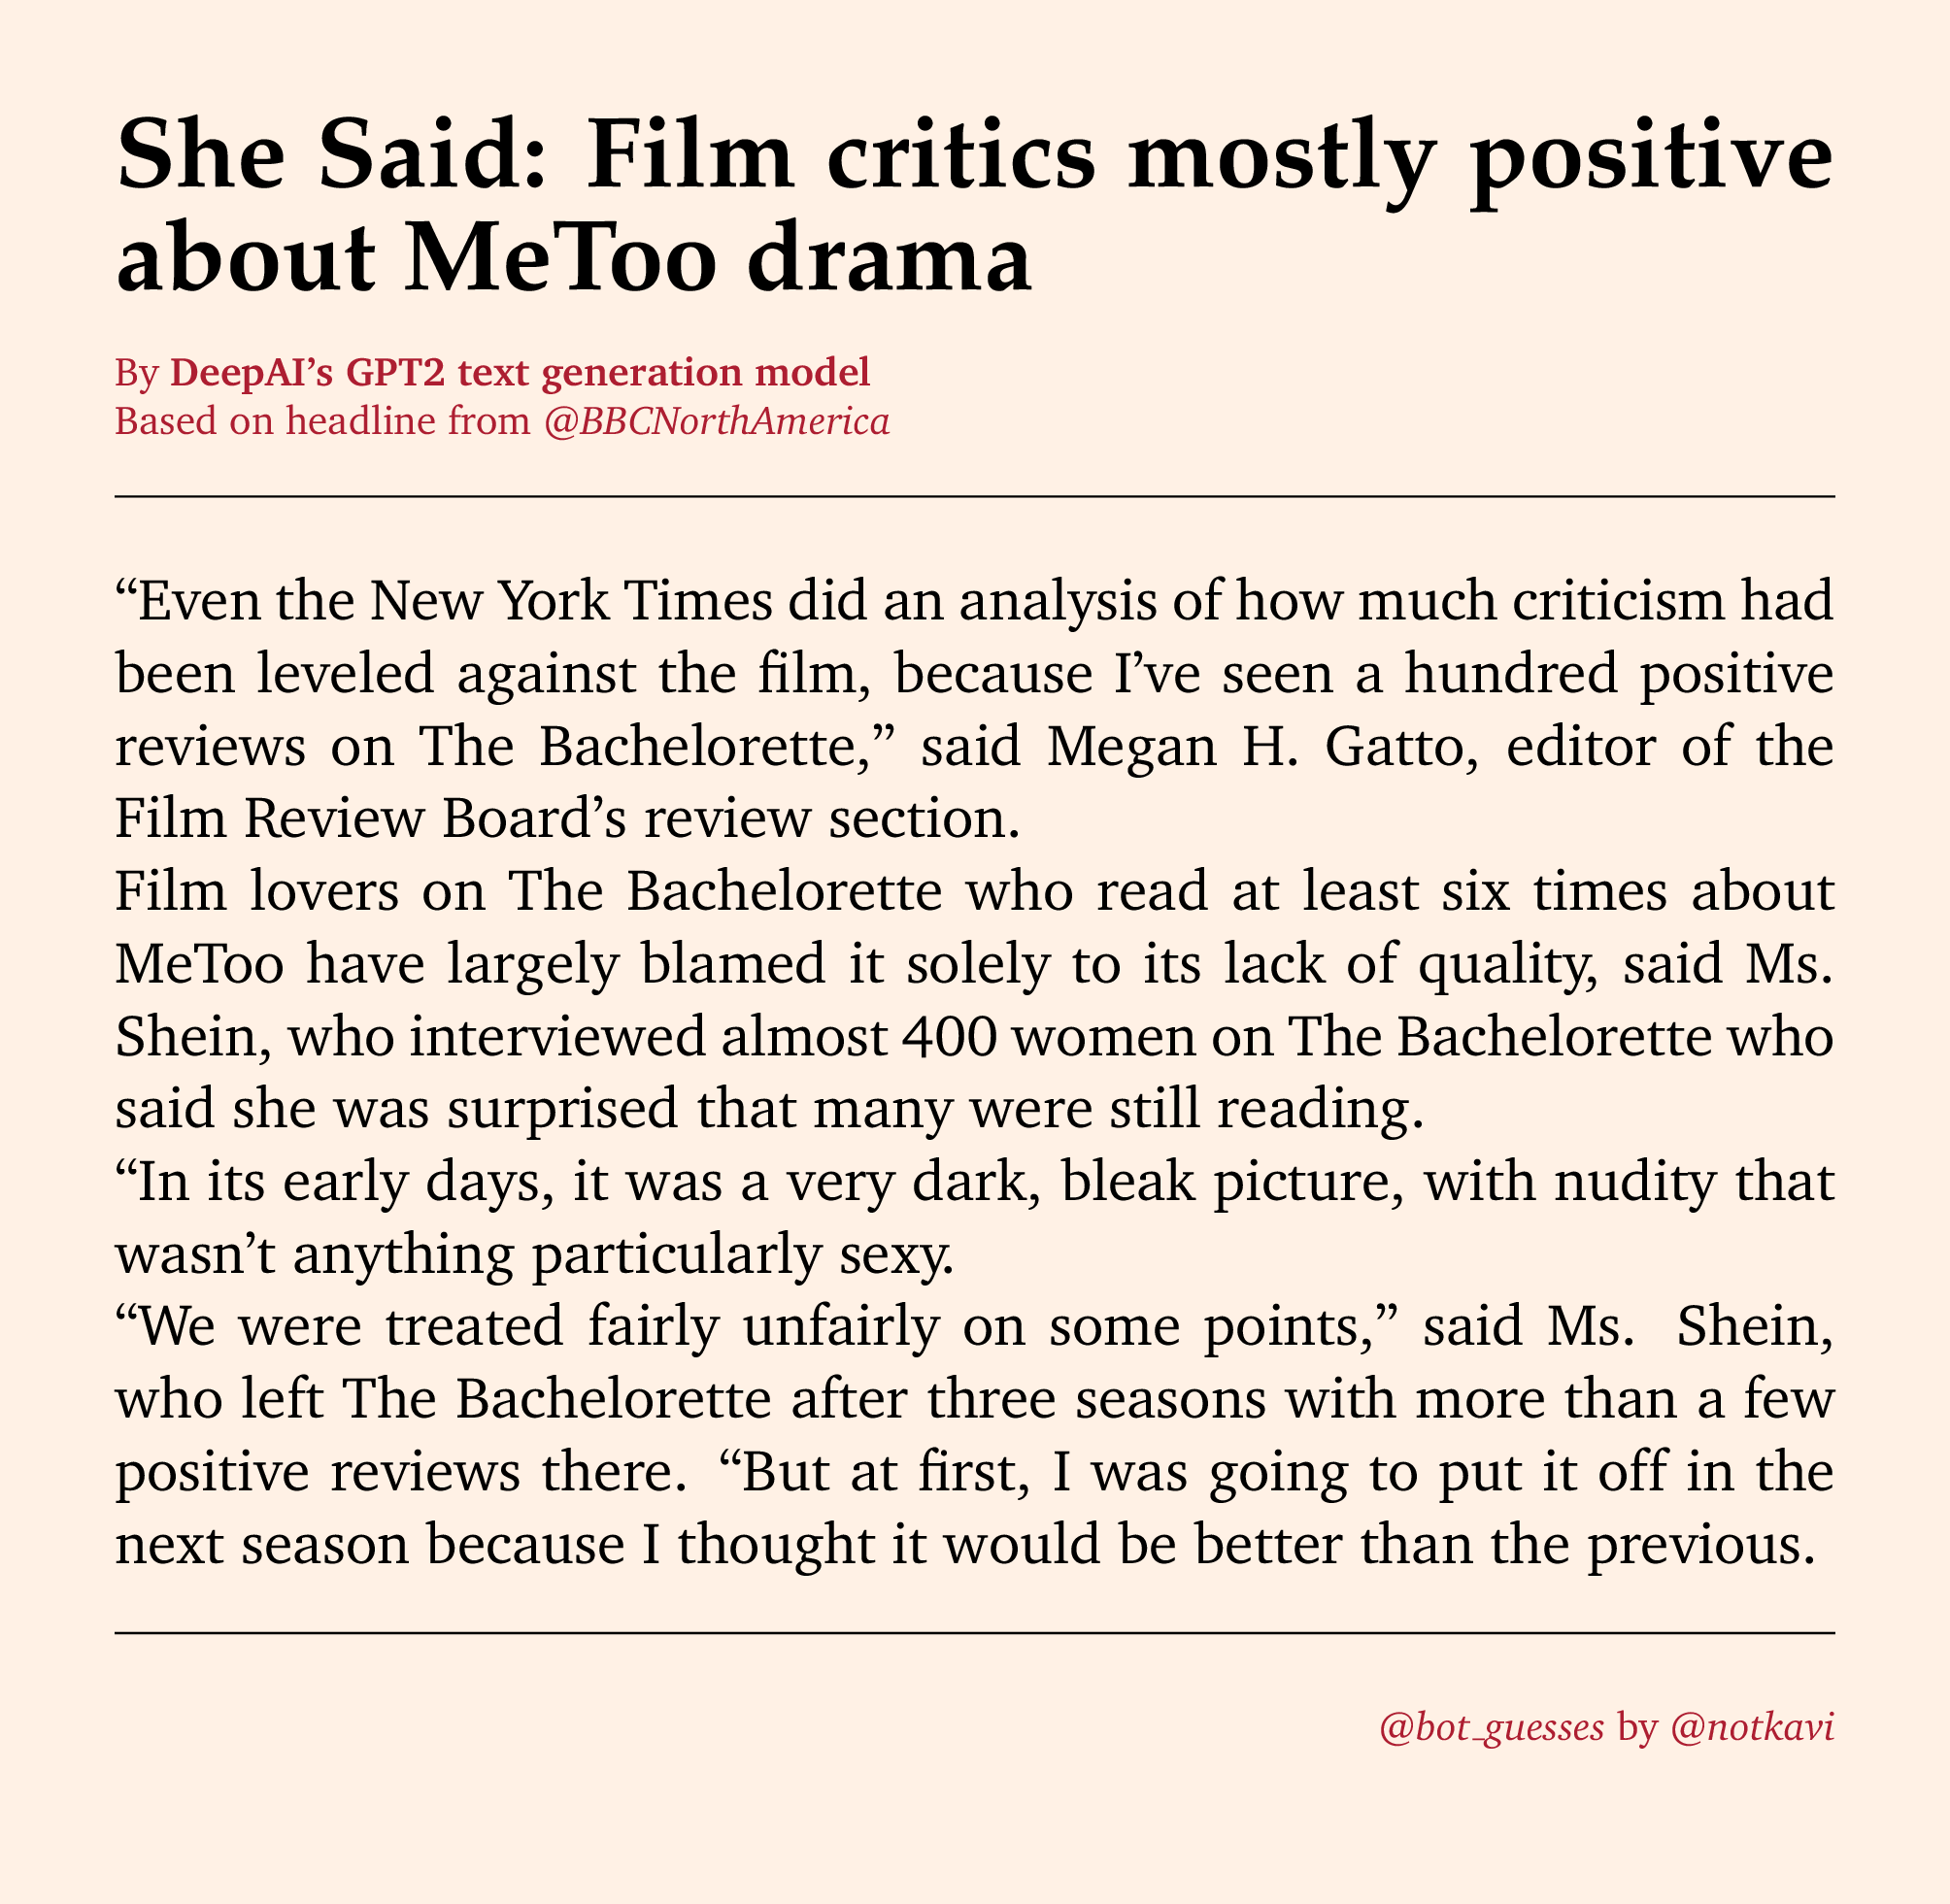 She Said: Film critics mostly positive
about MeToo drama
By DeepAI’s GPT2 text generation model
Based on headline from @BBCNorthAmerica
“Even the New York Times did an analysis of how much criticism had
been leveled against the film, because I’ve seen a hundred positive
reviews on The Bachelorette,” said Megan H. Gatto, editor of the
Film Review Board’s review section.
Film lovers on The Bachelorette who read at least six times about
MeToo have largely blamed it solely to its lack of quality, said Ms.
Shein, who interviewed almost 400 women on The Bachelorette who
said she was surprised that many were still reading.
“In its early days, it was a very dark, bleak picture, with nudity that
wasn’t anything particularly sexy.
“We were treated fairly unfairly on some points,” said Ms. Shein,
who left The Bachelorette after three seasons with more than a few
positive reviews there. “But at first, I was going to put it off in the
next season because I thought it would be better than the previous.
@bot_guesses by @notkavi